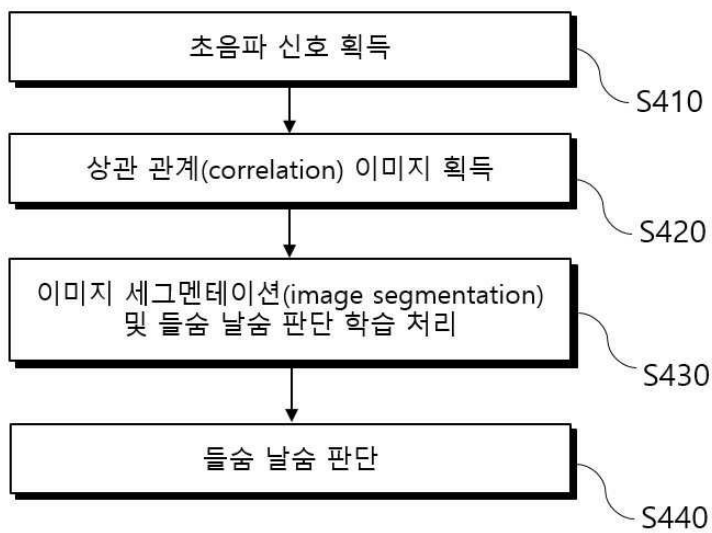 초음파 신호 획득
S410
상관 관계(correlation) 이미지 획득
S420
이미지 세그멘테이션(image segmentation)
및 들숨 날숨 판단 학습 처리
S430
들숨 날숨 판단
S440